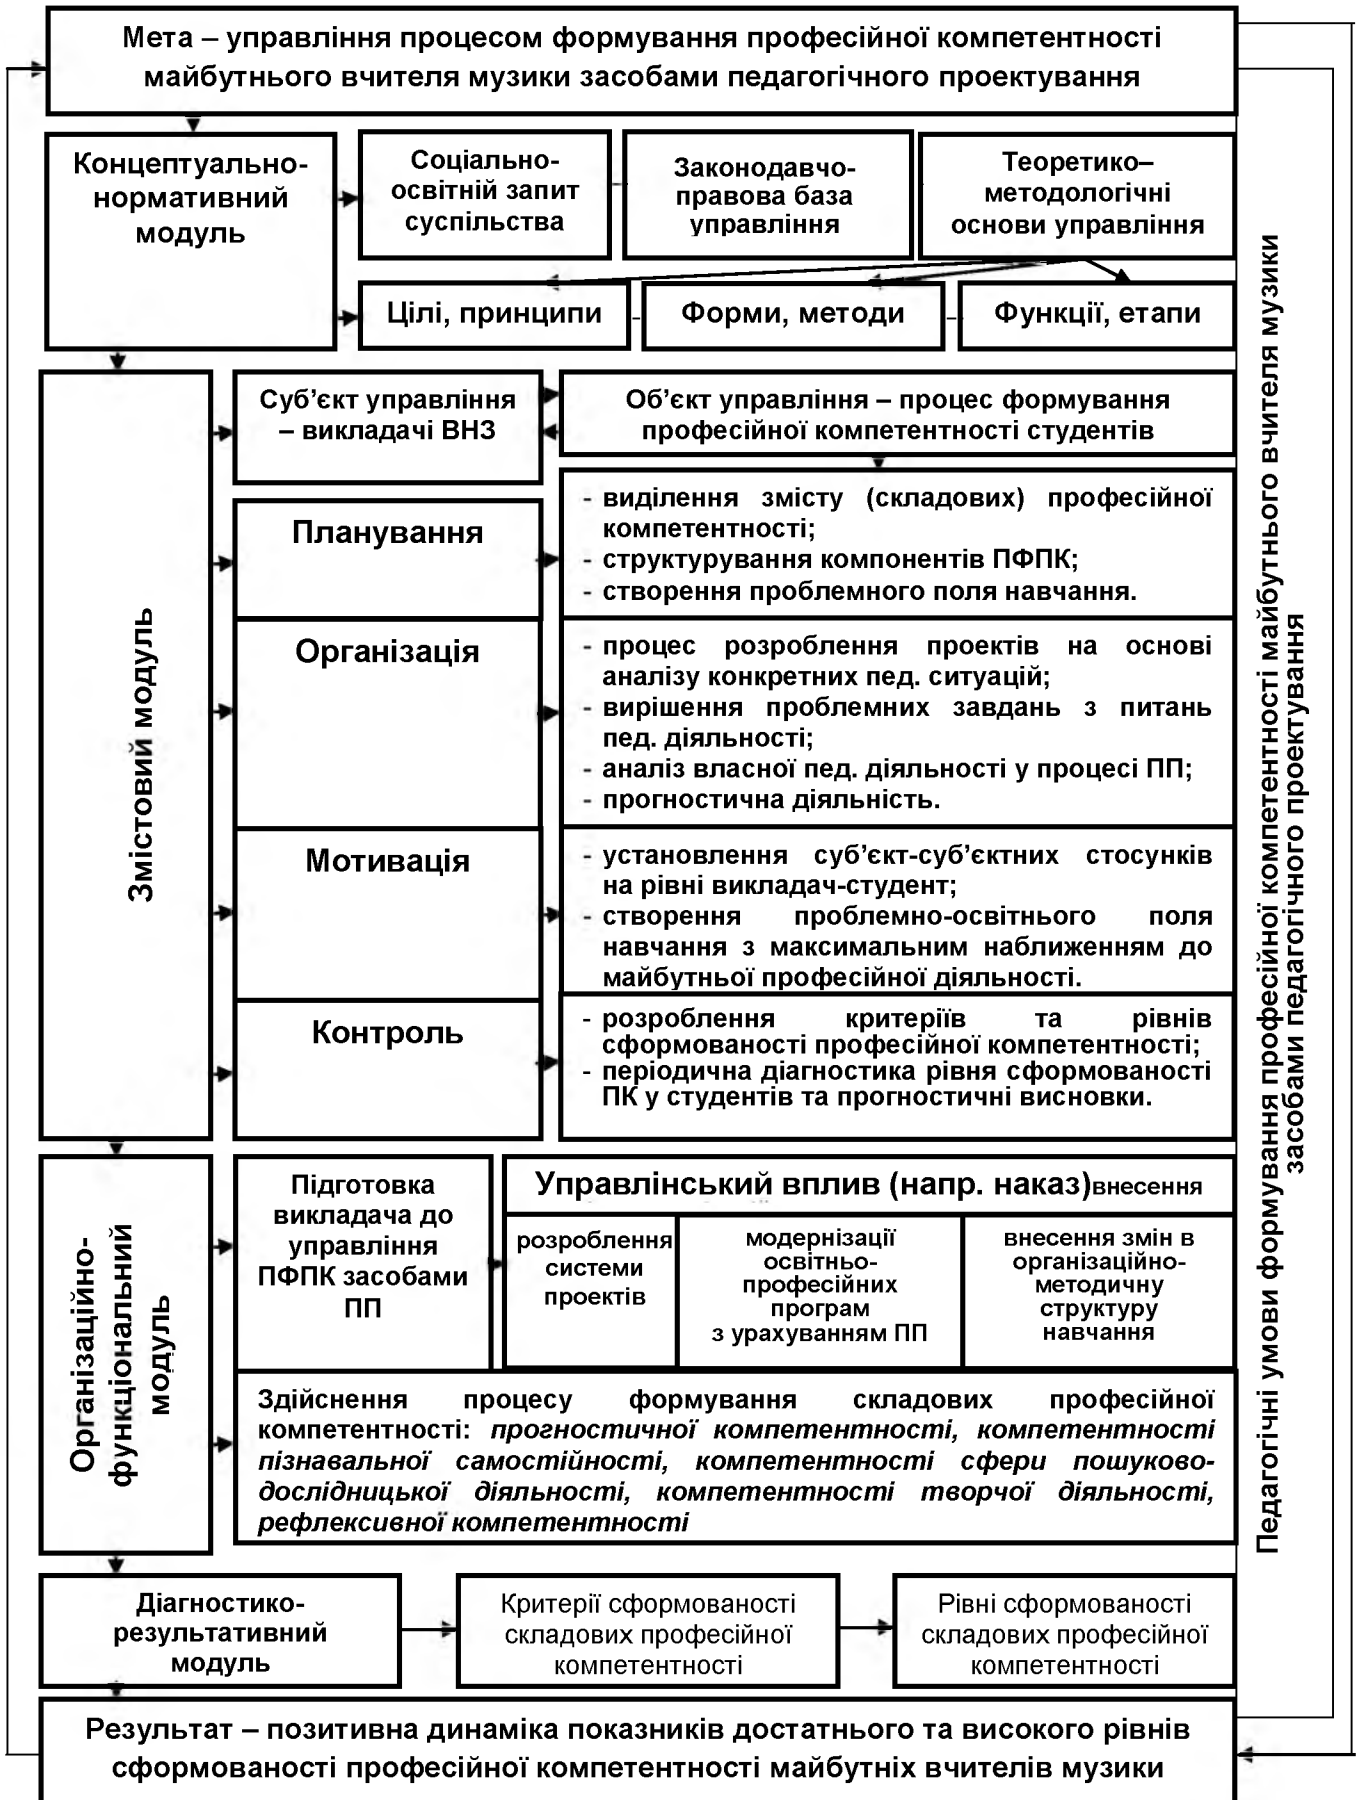 Мета – управління процесом формування професійної компетентності
майбутнього вчителя музики засобами педагогічного проектування
Концептуально-
нормативний
модуль
Соціально-
освітній запит
суспільства
Законодавчо-
правова база
управління
Теоретико–
методологічні
основи управління
Цілі, принципи
Форми, методи
Функції, етапи
Змістовий модуль
Суб’єкт управління
– викладачі ВНЗ
Об’єкт управління – процес формування
професійної компетентності студентів
Планування
- виділення змісту (складових) професійної
компетентності;
- структурування компонентів ПФПК;
- створення проблемного поля навчання.
Організація
- процес розроблення проектів на основі
аналізу конкретних пед. ситуацій;
- вирішення проблемних завдань з питань
пед. діяльності;
- аналіз власної пед. діяльності у процесі ПП;
- прогностична діяльність.
Мотивація
- установлення суб’єкт-суб’єктних стосунків
на рівні викладач-студент;
- створення проблемно-освітнього поля
навчання з максимальним наближенням до
майбутньої професійної діяльності.
Контроль
- розроблення критеріїв та рівнів
сформованості професійної компетентності;
- періодична діагностика рівня сформованості
ПК у студентів та прогностичні висновки.
Організаційно-
функціональний
модуль
Підготовка
викладача до
управління
ПФПК засобами
ПП
Управлінський вплив (напр. наказ)внесення
розроблення
системи
проектів
модернізації
освітньо-
професійних
програм
з урахуванням ПП
внесення змін в
організаційно-
методичну
структуру
навчання
Здійснення процесу формування складових професійної
компетентності: прогностичної компетентності, компетентності
пізнавальної самостійності, компетентності сфери пошуково-
дослідницької діяльності, компетентності творчої діяльності,
рефлексивної компетентності
Діагностико-
результативний
модуль
Критерії сформованості
складових професійної
компетентності
Рівні сформованості
складових професійної
компетентності
Результат – позитивна динаміка показників достатнього та високого рівнів
сформованості професійної компетентності майбутніх вчителів музики
Педагогічні умови формування професійної компетентності майбутнього вчителя музики
засобами педагогічного проектування